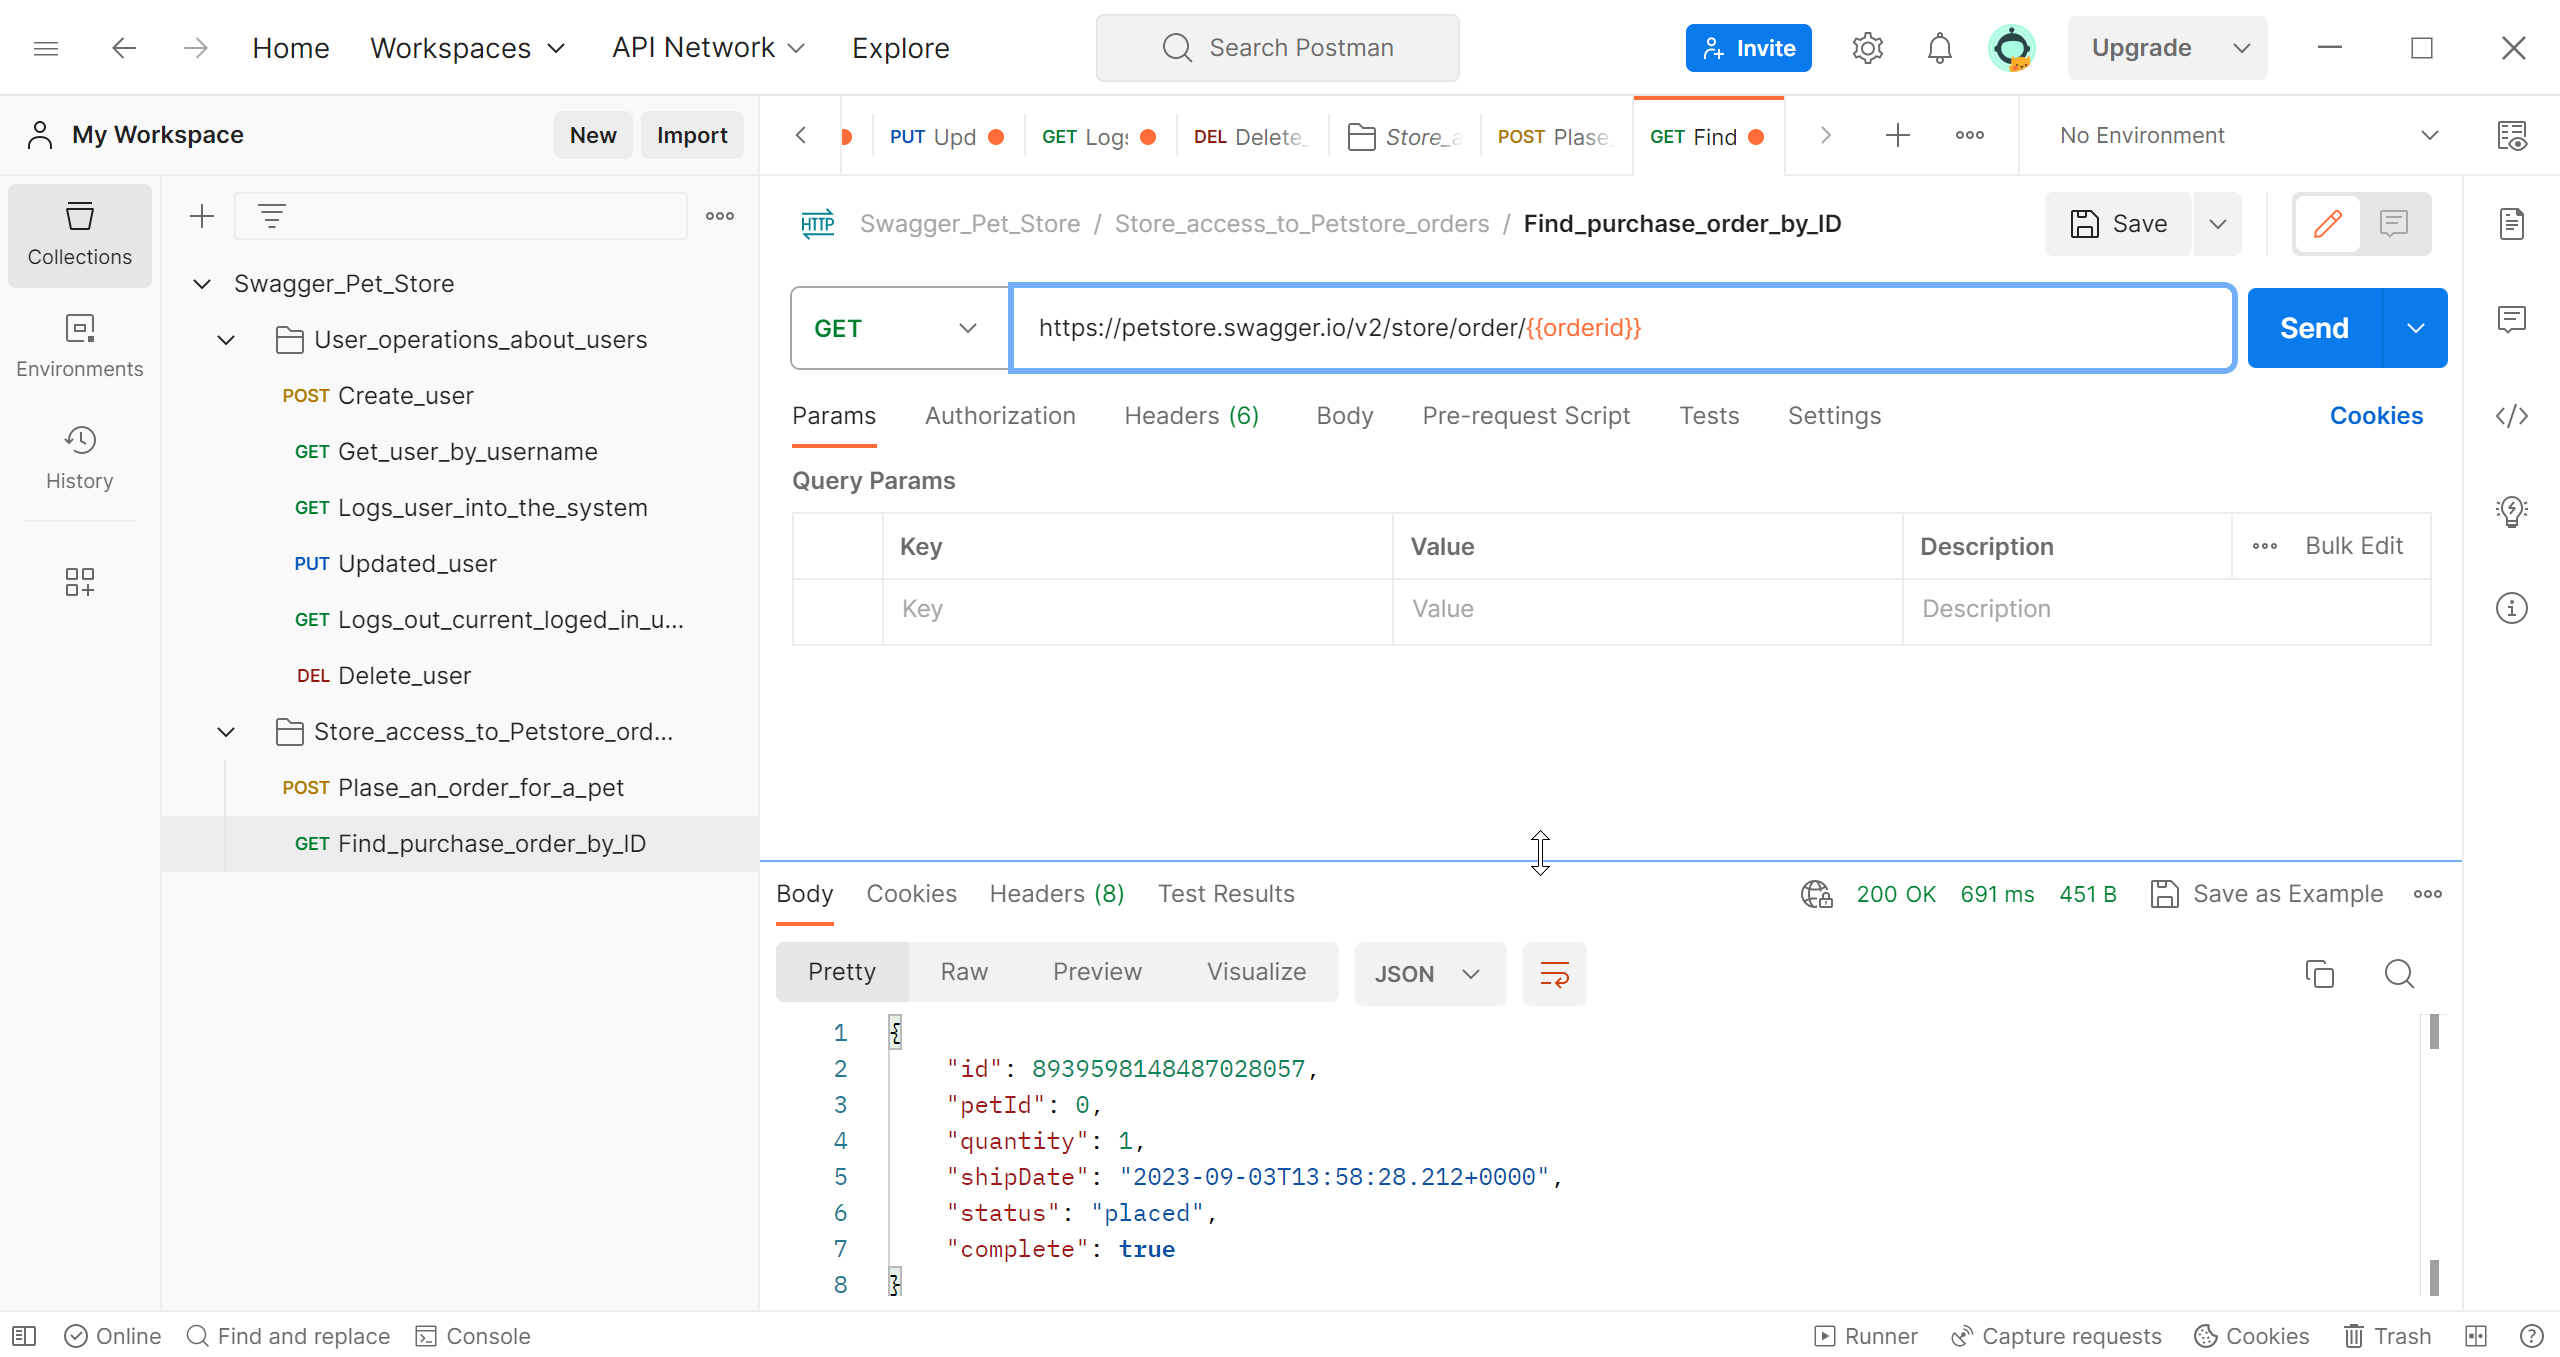 Home Workspaces API Network Explore Search Postman Invite Upgrade
My Workspace New Import
PUT Upd GET Logs DEL Delete_ Store_a POST Plase_ GET Find No Environment
Collections
Environments
History
Swagger_Pet_Store
User_operations_about_users
POST Create_user
GET Get_user_by_username
GET Logs_user_into_the_system
PUT Updated_user
GET Logs_out_current_loged_in_u...
DEL Delete_user
Store_access_to_Petstore_ord...
POST Plase_an_order_for_a_pet
GET Find_purchase_order_by_ID
HTTP Swagger_Pet_Store / Store_access_to_Petstore_orders / Find_purchase_order_by_ID Save
GET https://petstore.swagger.io/v2/store/order/{{orderid}} Send
Params Authorization Headers (6) Body Pre-request Script Tests Settings Cookies
Query Params
Key Value Description Bulk Edit
Key Value Description
Body Cookies Headers (8) Test Results 200 OK 691 ms 451 B Save as Example
Pretty Raw Preview Visualize JSON
1 {
2 "id": 8939598148487028057,
3 "petId": 0,
4 "quantity": 1,
5 "shipDate": "2023-09-03T13:58:28.212+0000",
6 "status": "placed",
7 "complete": true
8 }
Online Find and replace Console Runner Capture requests Cookies Trash